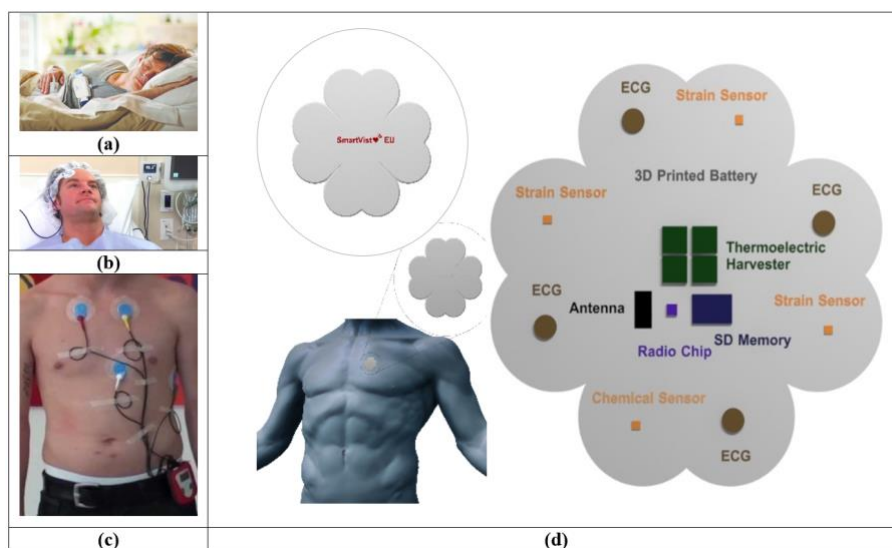 (a)
(b)
(c)
SmartVist EU
ECG
Strain Sensor
3D Printed Battery
Strain Sensor
ECG
Thermoelectric
Harvester
ECG
Antenna
Strain Sensor
Radio Chip
SD Memory
Chemical Sensor
ECG
(d)